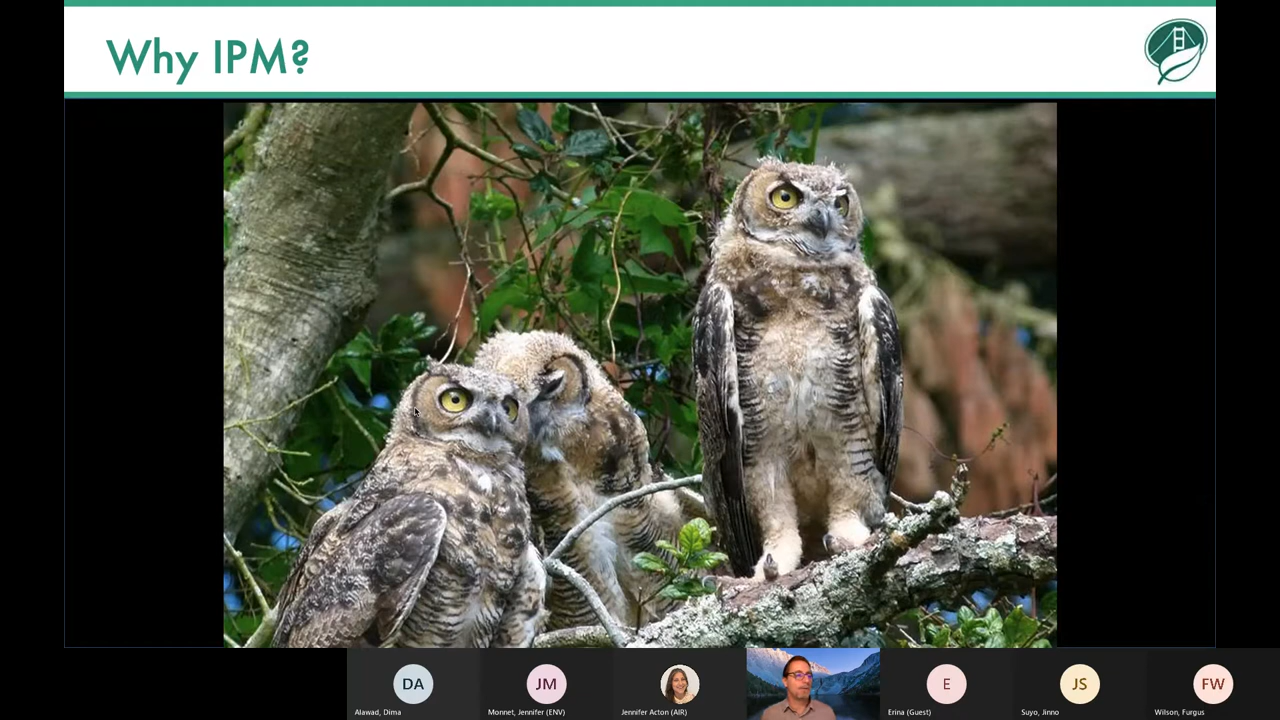 Why IPM?
DA
JM
E
JS
FW
Alawad, Dima
Monnet, Jennifer (ENV)
Jennifer Acton (AIR)
Erina (Guest)
Suyo, Jinno
Wilson, Furgus